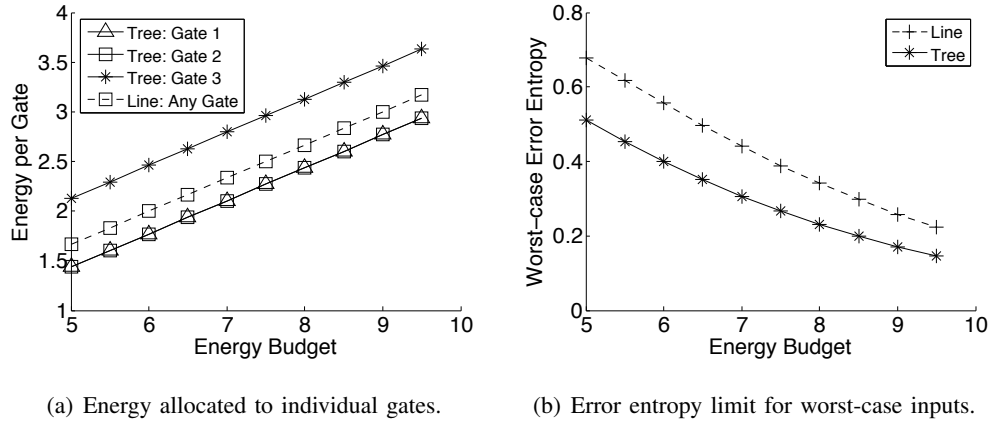 4
3.5
3
2.5
2
1.5
1
Energy per Gate
Tree: Gate 1
Tree: Gate 2
Tree: Gate 3
Line: Any Gate
5 6 7 8 9 10
Energy Budget
(a) Energy allocated to individual gates.
0.8
0.6
0.4
0.2
0
Worst−case Error Entropy
Line
Tree
5 6 7 8 9 10
Energy Budget
(b) Error entropy limit for worst-case inputs.